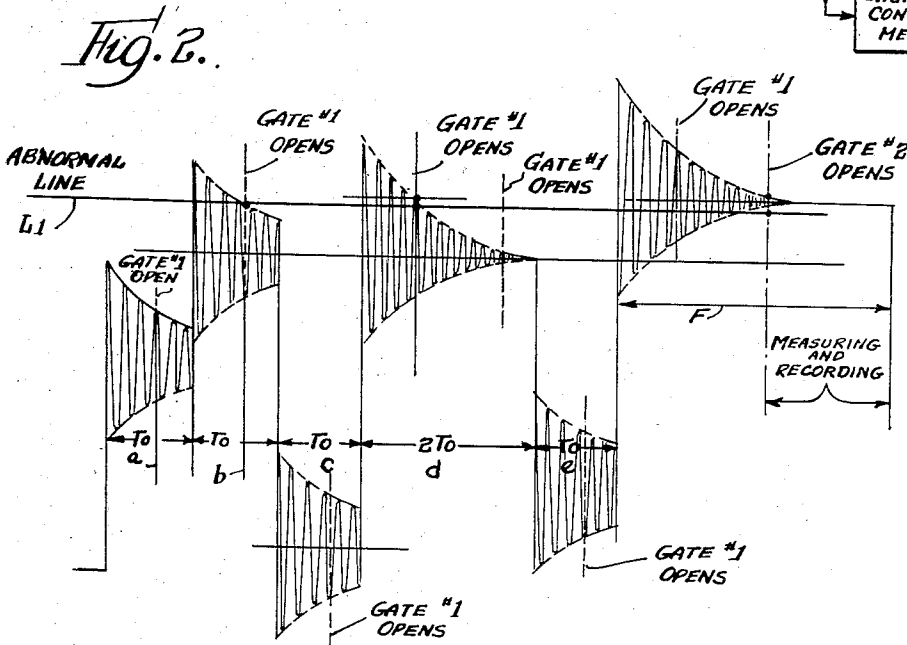 Fig. 2.
CON
ME
GATE #1
OPENS
GATE #1
OPENS
GATE #1
OPENS
GATE #1
OPENS
GATE #2
OPENS
ABNORMAL
LINE
L1
GATE #1
OPEN
F
MEASURING
AND
RECORDING
To
a
To
b
To
c
2To
d
To
e
GATE #1
OPENS
GATE #1
OPENS